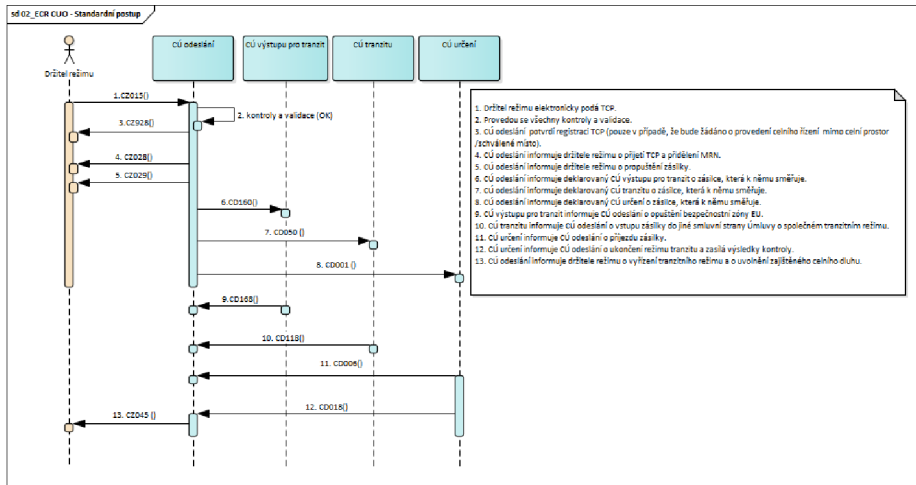 sd 02_ECR CUO - Standardní postup
Držitel režimu
CÚ odeslání
CÚ výstupu pro tranzit
CÚ tranzitu
CÚ určení
1.CZ015()
2. kontroly a validace (OK)
3.CZ928()
4. CZ028()
5. CZ029()
6.CD160()
7. CD050 ()
8. CD001 ()
9.CD168()
10. CD118()
11. CD006()
12. CD018()
13. CZ045 ()
1. Držitel režimu elektronicky podá TCP.
2. Provedou se všechny kontroly a validace.
3. CÚ odeslání potvrdí registraci TCP (pouze v případě, že bude žádáno o provedení celního řízení mimo celní prostor
/schválené místo).
4. CÚ odeslání informuje držitele režimu o přijetí TCP a přidělení MRN.
5. CÚ odeslání informuje držitele režimu o propuštění zásilky.
6. CÚ odeslání informuje deklarovaný CÚ výstupu pro tranzit o zásilce, která k němu směřuje.
7. CÚ odeslání informuje deklarovaný CÚ tranzitu o zásilce, která k němu směřuje.
8. CÚ odeslání informuje deklarovaný CÚ určení o zásilce, která k němu směřuje.
9. CÚ výstupu pro tranzit informuje CÚ odeslání o opuštění bezpečnostní zóny EU.
10. CÚ tranzitu informuje CÚ odeslání o vstupu zásilky do jiné smluvní strany Úmluvy o společném tranzitním režimu.
11. CÚ určení informuje CÚ odeslání o příjezdu zásilky.
12. CÚ určení informuje CÚ odeslání o ukončení režimu tranzitu a zasílá výsledky kontroly.
13. CÚ odeslání informuje držitele režimu o vyřízení tranzitního režimu a o uvolnění zajištěného celního dluhu.